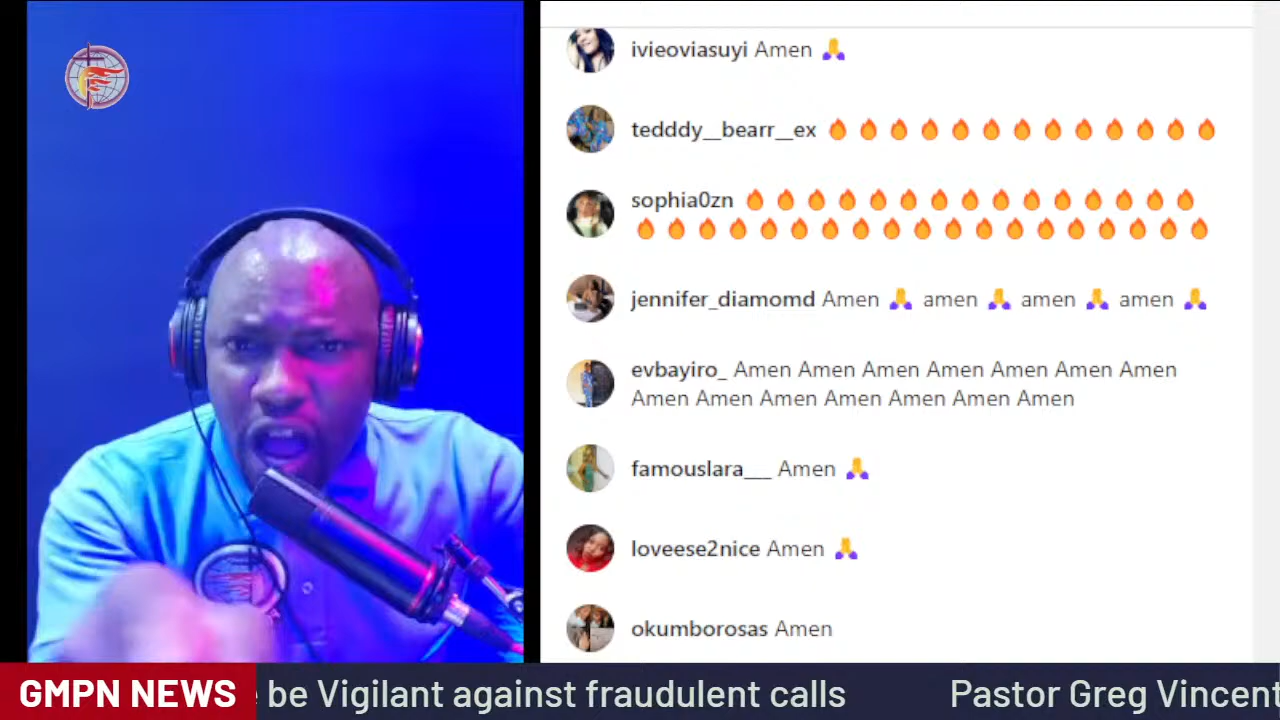 ivieoviasuyi Amen 🙏
tedddy__bearr__ex 🔥🔥🔥🔥🔥🔥🔥🔥🔥🔥🔥🔥🔥
sophia0zn 🔥🔥🔥🔥🔥🔥🔥🔥🔥🔥🔥🔥🔥🔥🔥
🔥🔥🔥🔥🔥🔥🔥🔥🔥🔥🔥🔥🔥🔥🔥🔥🔥🔥🔥
jennifer_diamomd Amen 🙏 amen 🙏 amen 🙏 amen 🙏
evbayiro_ Amen Amen Amen Amen Amen Amen Amen
Amen Amen Amen Amen Amen Amen Amen
famouslara___ Amen 🙏
loveese2nice Amen 🙏
okumborosas Amen
GMPN NEWS be Vigilant against fraudulent calls Pastor Greg Vincent